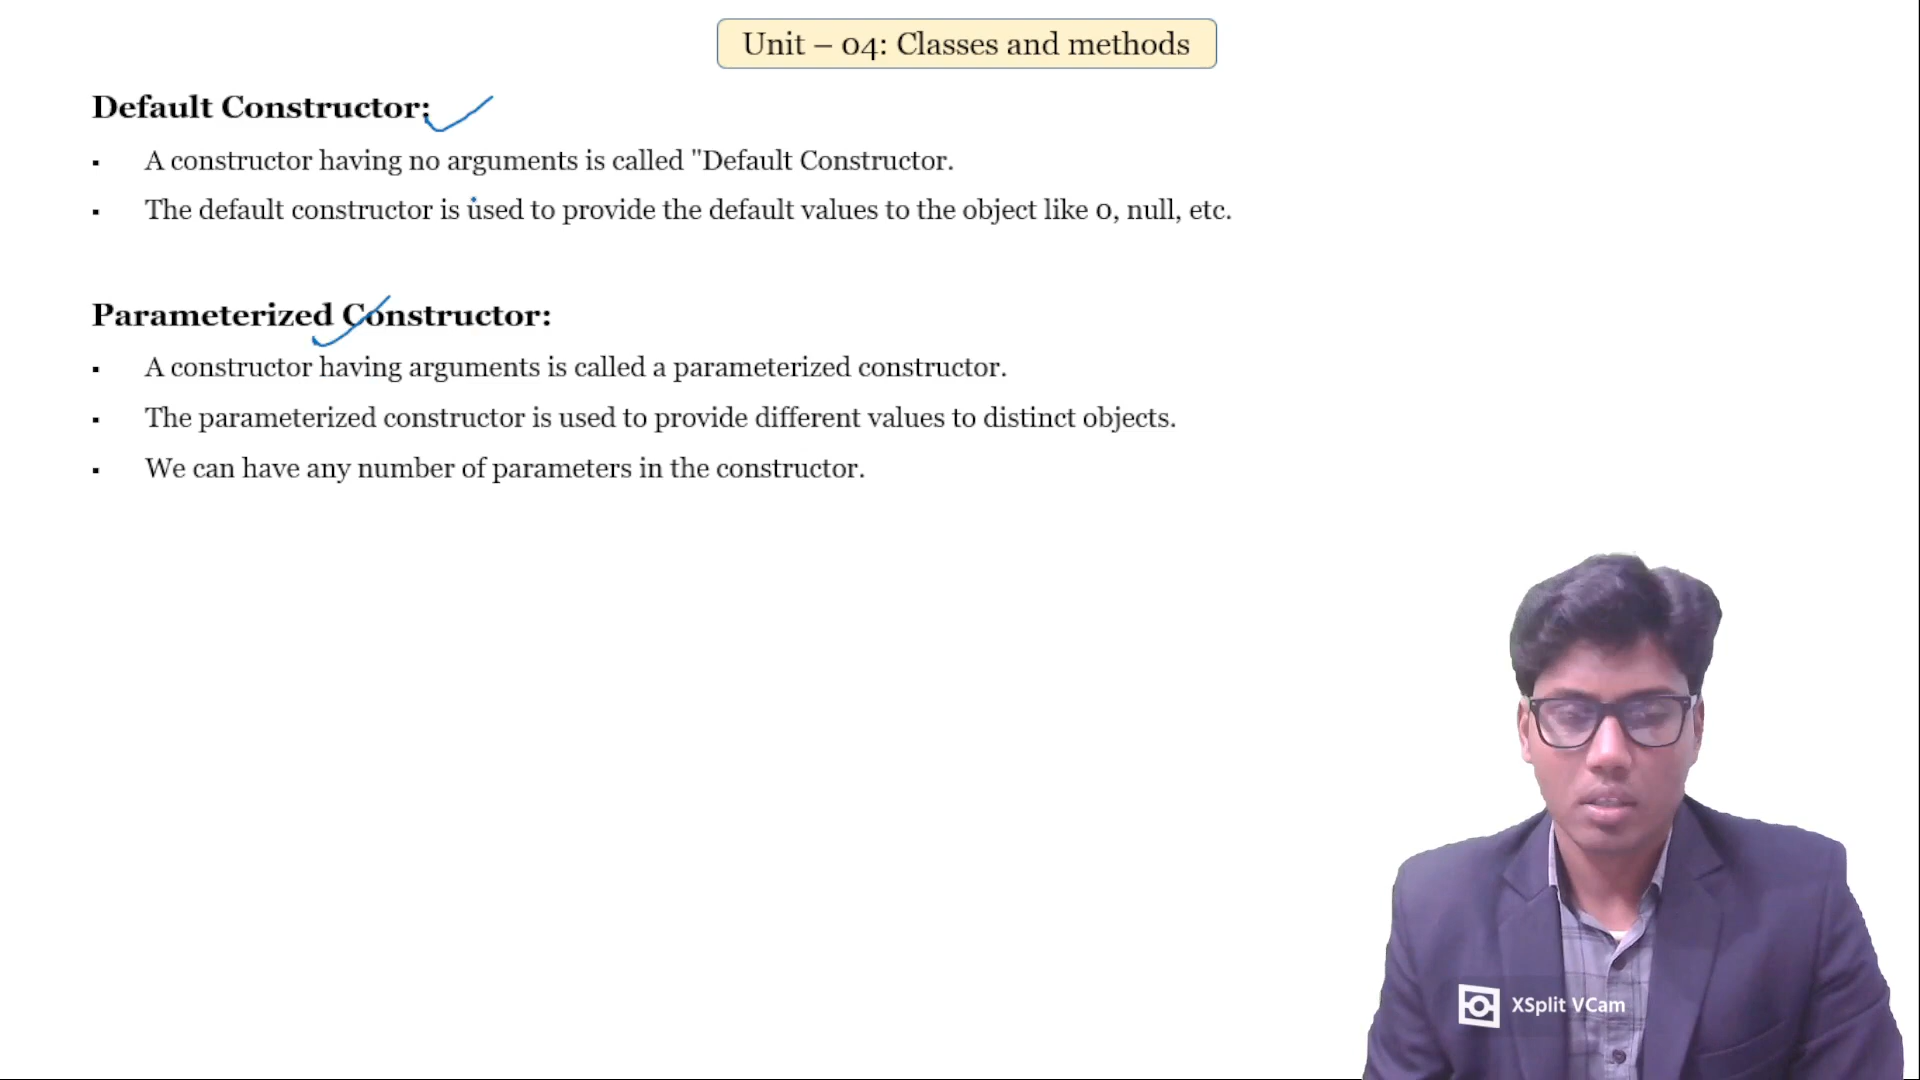 Unit – 04: Classes and methods
Default Constructor:
▪ A constructor having no arguments is called "Default Constructor.
▪ The default constructor is used to provide the default values to the object like 0, null, etc.
Parameterized Constructor:
▪ A constructor having arguments is called a parameterized constructor.
▪ The parameterized constructor is used to provide different values to distinct objects.
▪ We can have any number of parameters in the constructor.
XSplit VCam